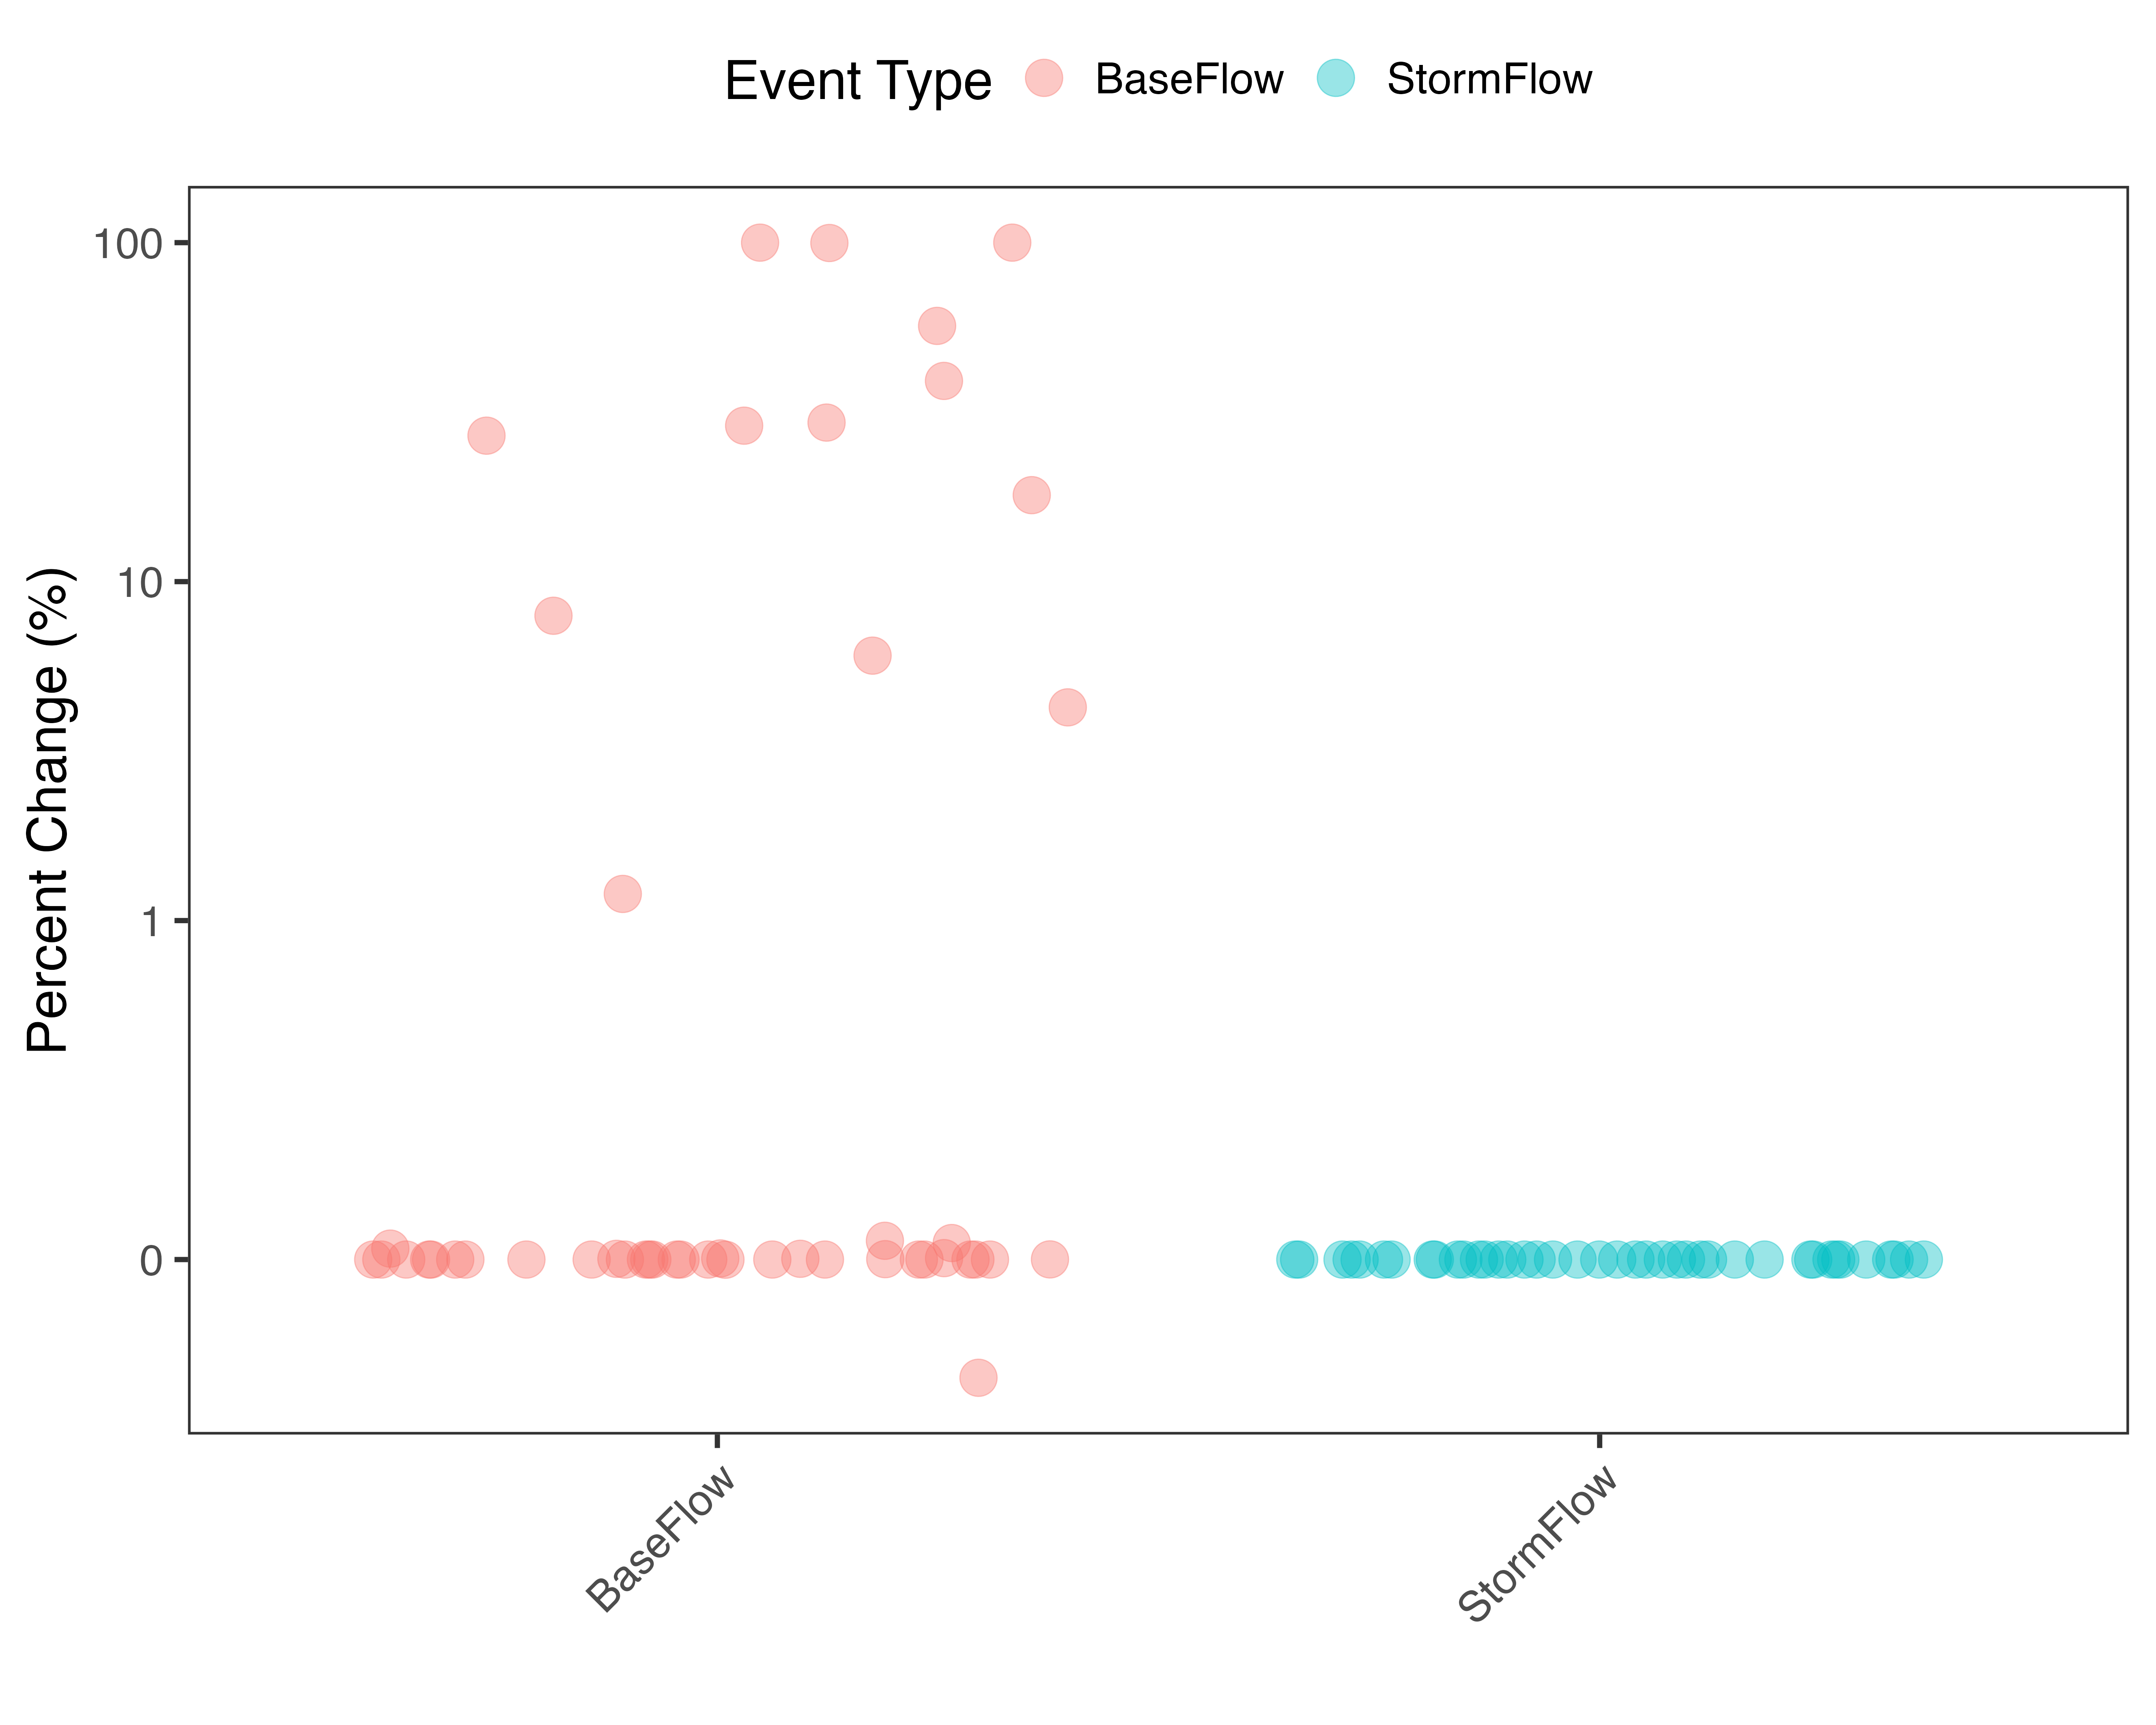 Event Type BaseFlow StormFlow
100
10
1
0
Percent Change (%)
BaseFlow
StormFlow